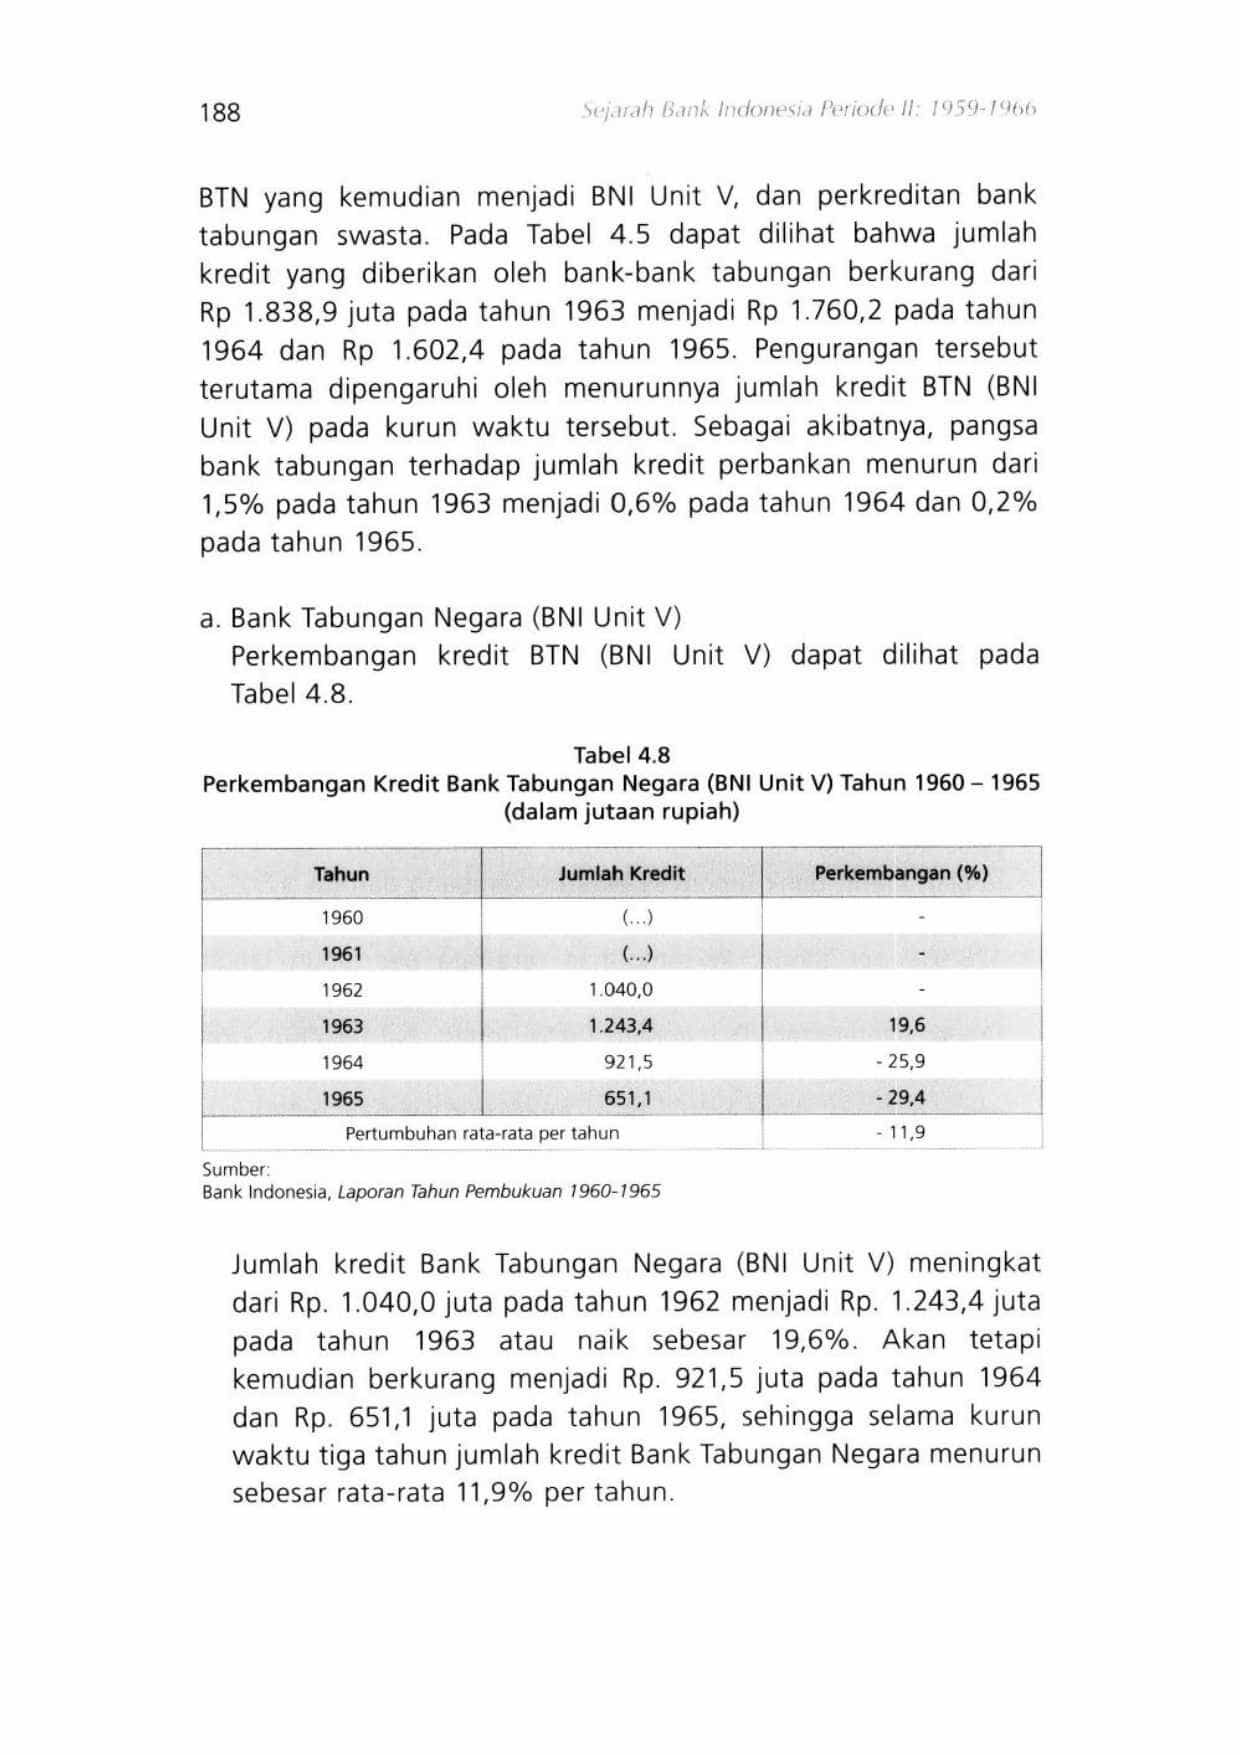 188
Sejarah Bank Indonesia Periode II: 1959-1966
BTN yang kemudian menjadi BNI Unit V, dan perkreditan bank
tabungan swasta. Pada Tabel 4.5 dapat dilihat bahwa jumlah
kredit yang diberikan oleh bank-bank tabungan berkurang dari
Rp 1.838,9 juta pada tahun 1963 menjadi Rp 1.760,2 pada tahun
1964 dan Rp 1.602,4 pada tahun 1965. Pengurangan tersebut
terutama dipengaruhi oleh menurunnya jumlah kredit BTN (BNI
Unit V) pada kurun waktu tersebut. Sebagai akibatnya, pangsa
bank tabungan terhadap jumlah kredit perbankan menurun dari
1,5% pada tahun 1963 menjadi 0,6% pada tahun 1964 dan 0,2%
pada tahun 1965.
a. Bank Tabungan Negara (BNI Unit V)
Perkembangan kredit BTN (BNI Unit V) dapat dilihat pada
Tabel 4.8.
Tabel 4.8
Perkembangan Kredit Bank Tabungan Negara (BNI Unit V) Tahun 1960 – 1965
(dalam jutaan rupiah)
Tahun Jumlah Kredit Perkembangan (%)
1960 (...) -
1961 (...) -
1962 1.040,0 -
1963 1.243,4 19,6
1964 921,5 - 25,9
1965 651,1 - 29,4
Pertumbuhan rata-rata per tahun - 11,9
Sumber:
Bank Indonesia, Laporan Tahun Pembukuan 1960-1965
Jumlah kredit Bank Tabungan Negara (BNI Unit V) meningkat
dari Rp. 1.040,0 juta pada tahun 1962 menjadi Rp. 1.243,4 juta
pada tahun 1963 atau naik sebesar 19,6%. Akan tetapi
kemudian berkurang menjadi Rp. 921,5 juta pada tahun 1964
dan Rp. 651,1 juta pada tahun 1965, sehingga selama kurun
waktu tiga tahun jumlah kredit Bank Tabungan Negara menurun
sebesar rata-rata 11,9% per tahun.